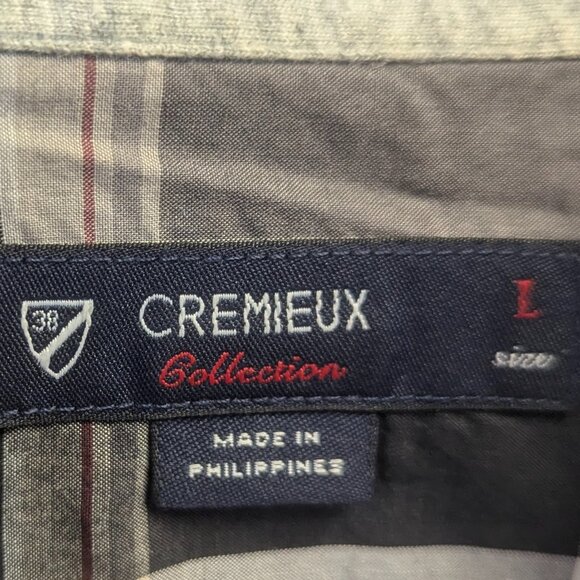 38
CREMIEUX
Collection
L
size
MADE IN
PHILIPPINES